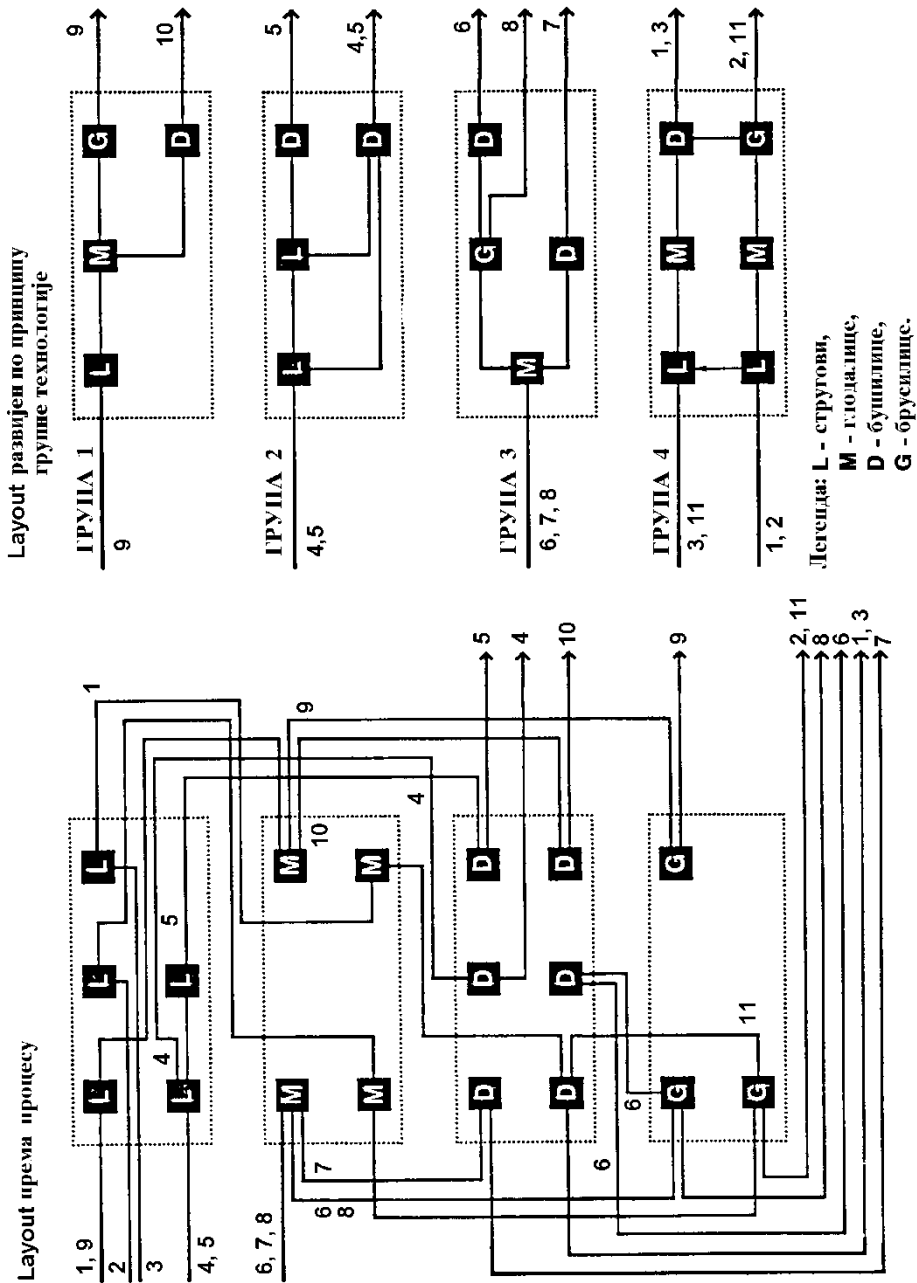 Layout према процесу
1, 9
2
3
4, 5
6, 7, 8
L
L
L
L
L
4
5
1
M
M
M
M
10
9
7
6
8
D
D
D
D
D
D
4
5
4
10
6
6
G
G
G
11
9
2, 11
8
6
1, 3
7
Layout развијен по принципу
групне технологије
ГРУПА 1
9
L
M
G
D
9
10
ГРУПА 2
4,5
L
L
D
D
5
4,5
ГРУПА 3
6, 7, 8
M
G
D
D
6
8
7
ГРУПА 4
3, 11
1, 2
L
M
D
L
M
G
1, 3
2, 11
Легенда: L - стругови,
M - глодалице,
D - бушилице,
G - брусилице.